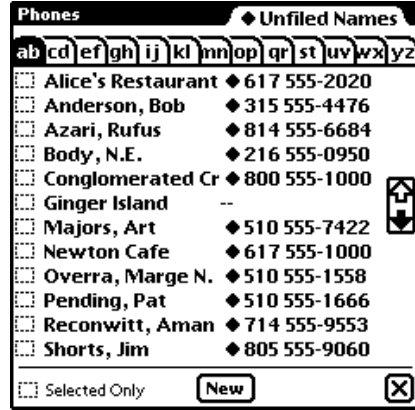 Phones ◆ Unfiled Names
ab cd ef gh ij kl mn op qr st uv wx yz
Alice's Restaurant ◆ 617 555-2020
Anderson, Bob ◆ 315 555-4476
Azari, Rufus ◆ 814 555-6684
Body, N.E. ◆ 216 555-0950
Conglomerated Cr ◆ 800 555-1000
Ginger Island --
Majors, Art ◆ 510 555-7422
Newton Cafe ◆ 617 555-1000
Overra, Marge N. ◆ 510 555-1558
Pending, Pat ◆ 510 555-1666
Reconwitt, Aman ◆ 714 555-9553
Shorts, Jim ◆ 805 555-9060
Selected Only New